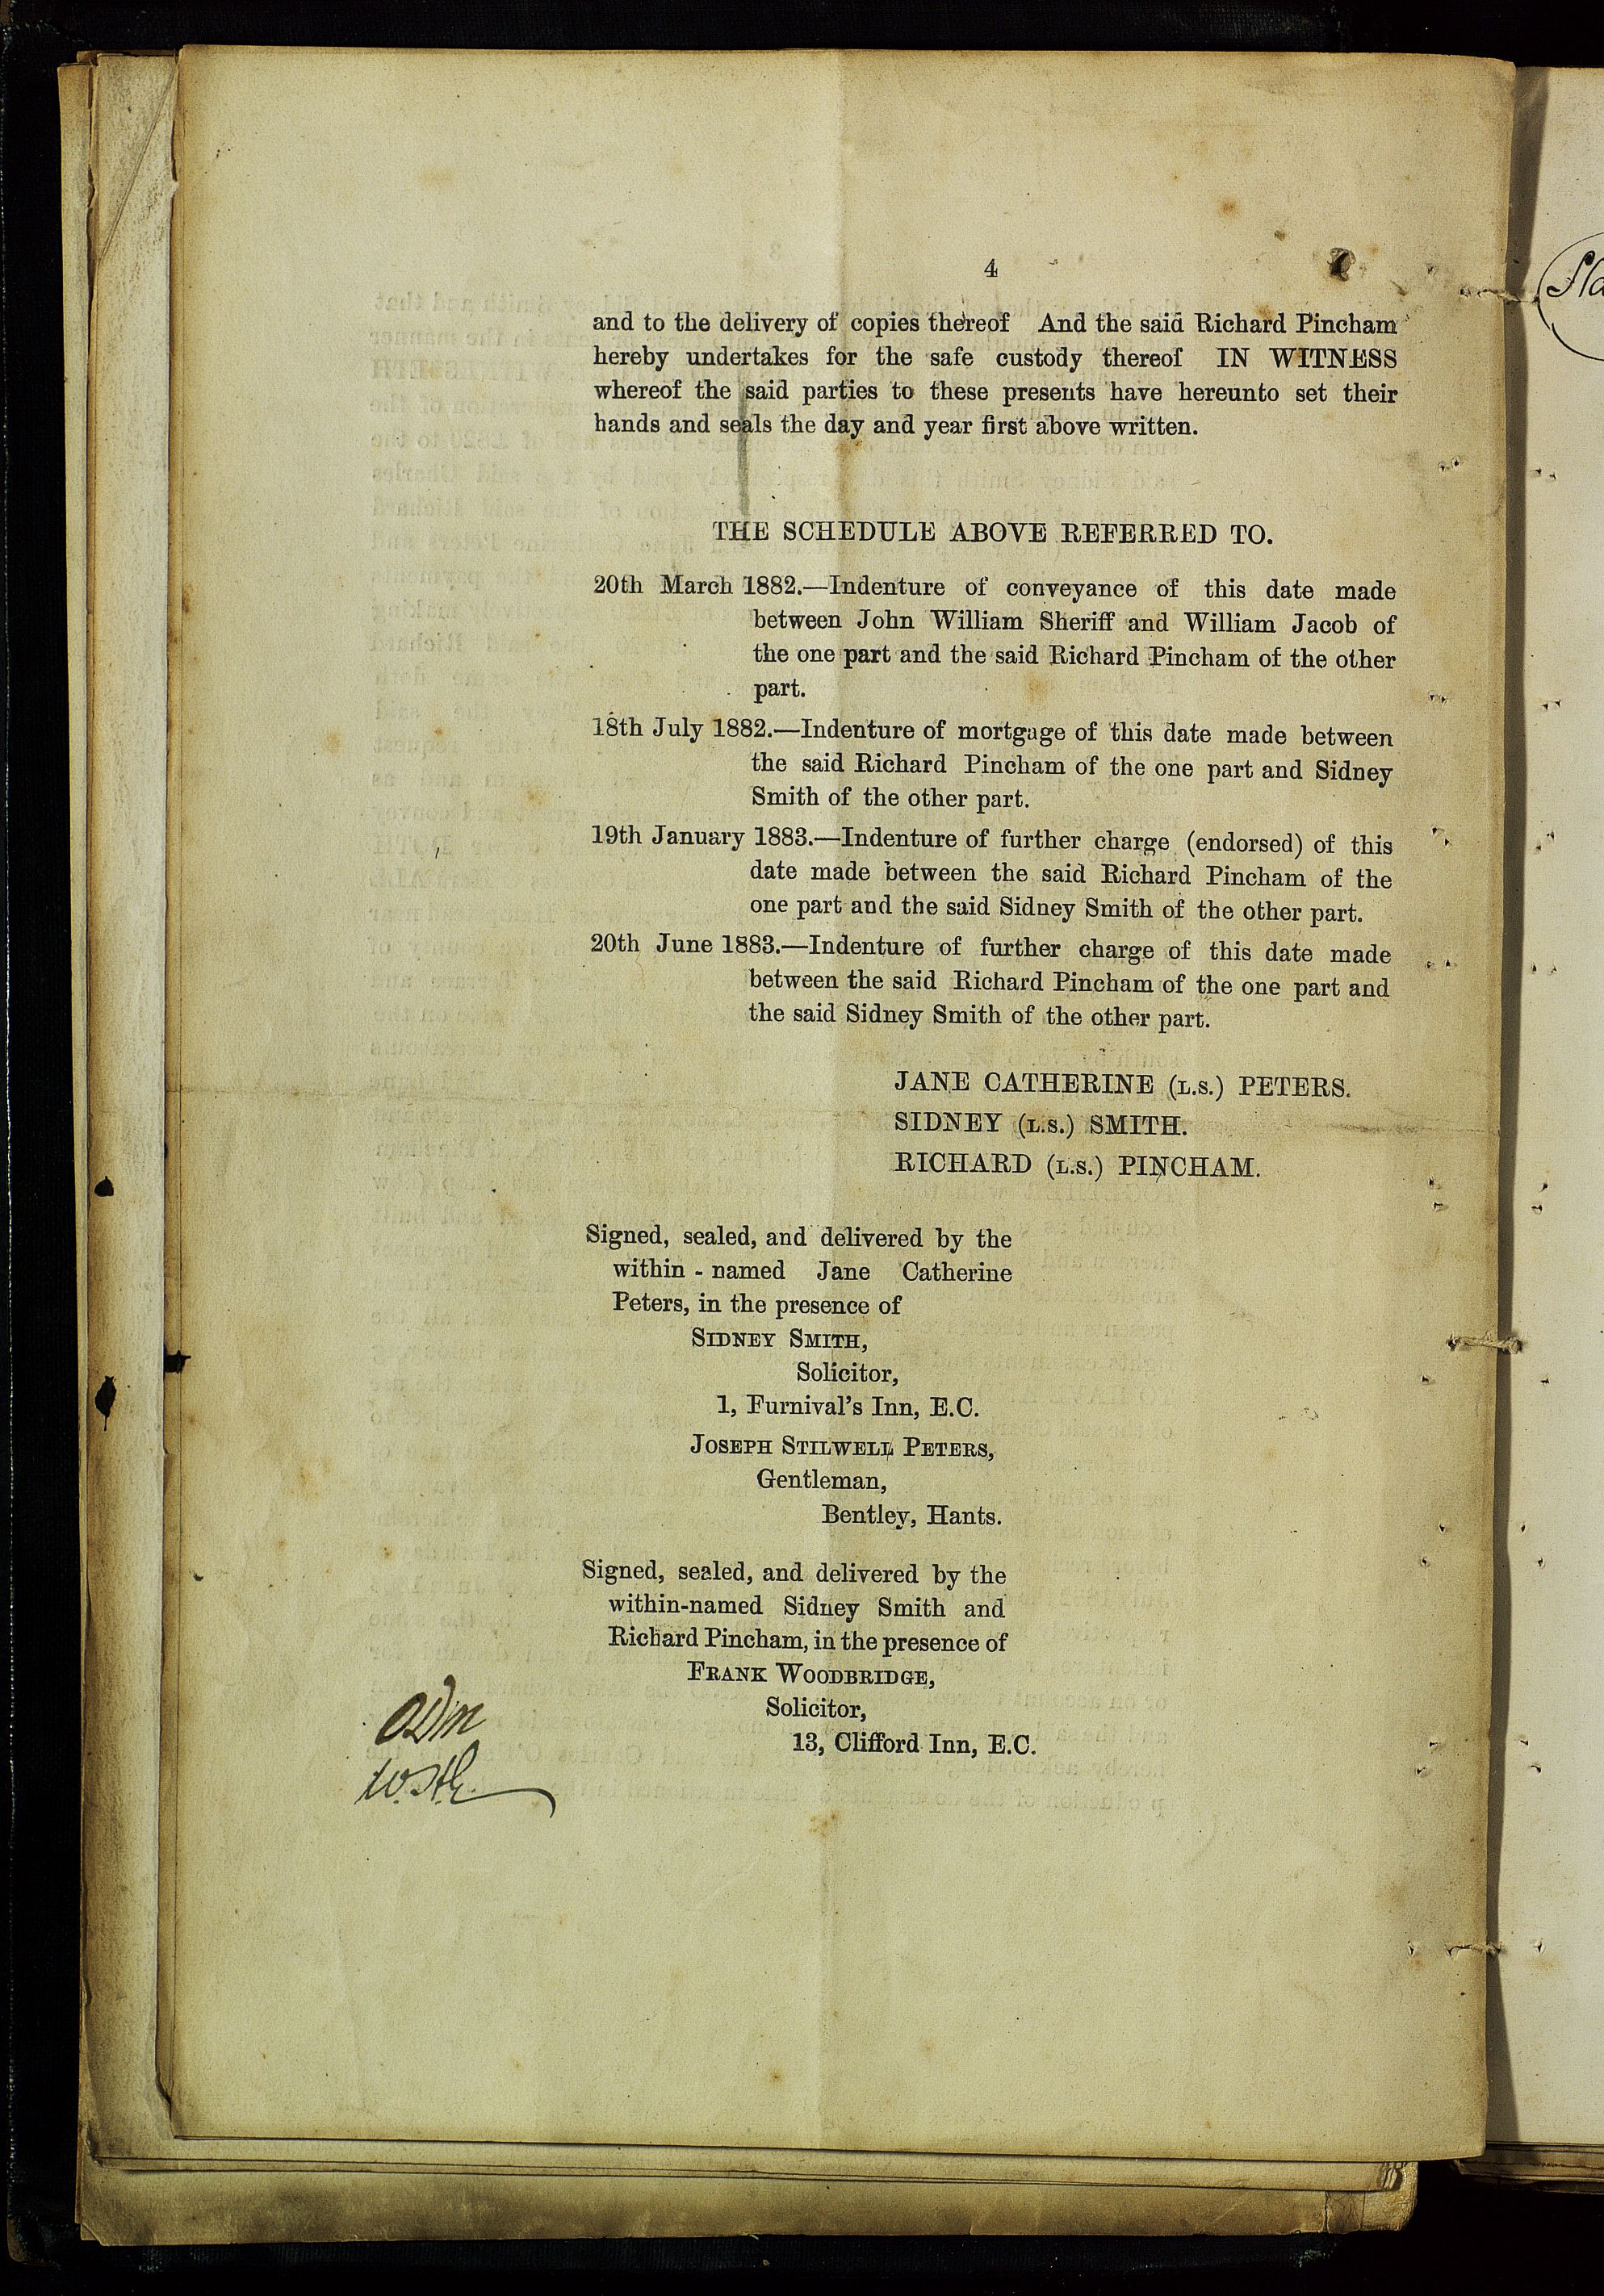 4
and to the delivery of copies thereof And the said Richard Pincham
hereby undertakes for the safe custody thereof IN WITNESS
whereof the said parties to these presents have hereunto set their
hands and seals the day and year first above written.
THE SCHEDULE ABOVE REFERRED TO.
20th March 1882.—Indenture of conveyance of this date made
between John William Sheriff and William Jacob of
the one part and the said Richard Pincham of the other
part.
18th July 1882.—Indenture of mortgage of this date made between
the said Richard Pincham of the one part and Sidney
Smith of the other part.
19th January 1883.—Indenture of further charge (endorsed) of this
date made between the said Richard Pincham of the
one part and the said Sidney Smith of the other part.
20th June 1883.—Indenture of further charge of this date made
between the said Richard Pincham of the one part and
the said Sidney Smith of the other part.
JANE CATHERINE (L.S.) PETERS.
SIDNEY (L.S.) SMITH.
RICHARD (L.S.) PINCHAM.
Signed, sealed, and delivered by the
within-named Jane Catherine
Peters, in the presence of
SIDNEY SMITH,
Solicitor,
1, Furnival's Inn, E.C.
JOSEPH STILWELL PETERS,
Gentleman,
Bentley, Hants.
Signed, sealed, and delivered by the
within-named Sidney Smith and
Richard Pincham, in the presence of
FRANK WOODBRIDGE,
Solicitor,
13, Clifford Inn, E.C.